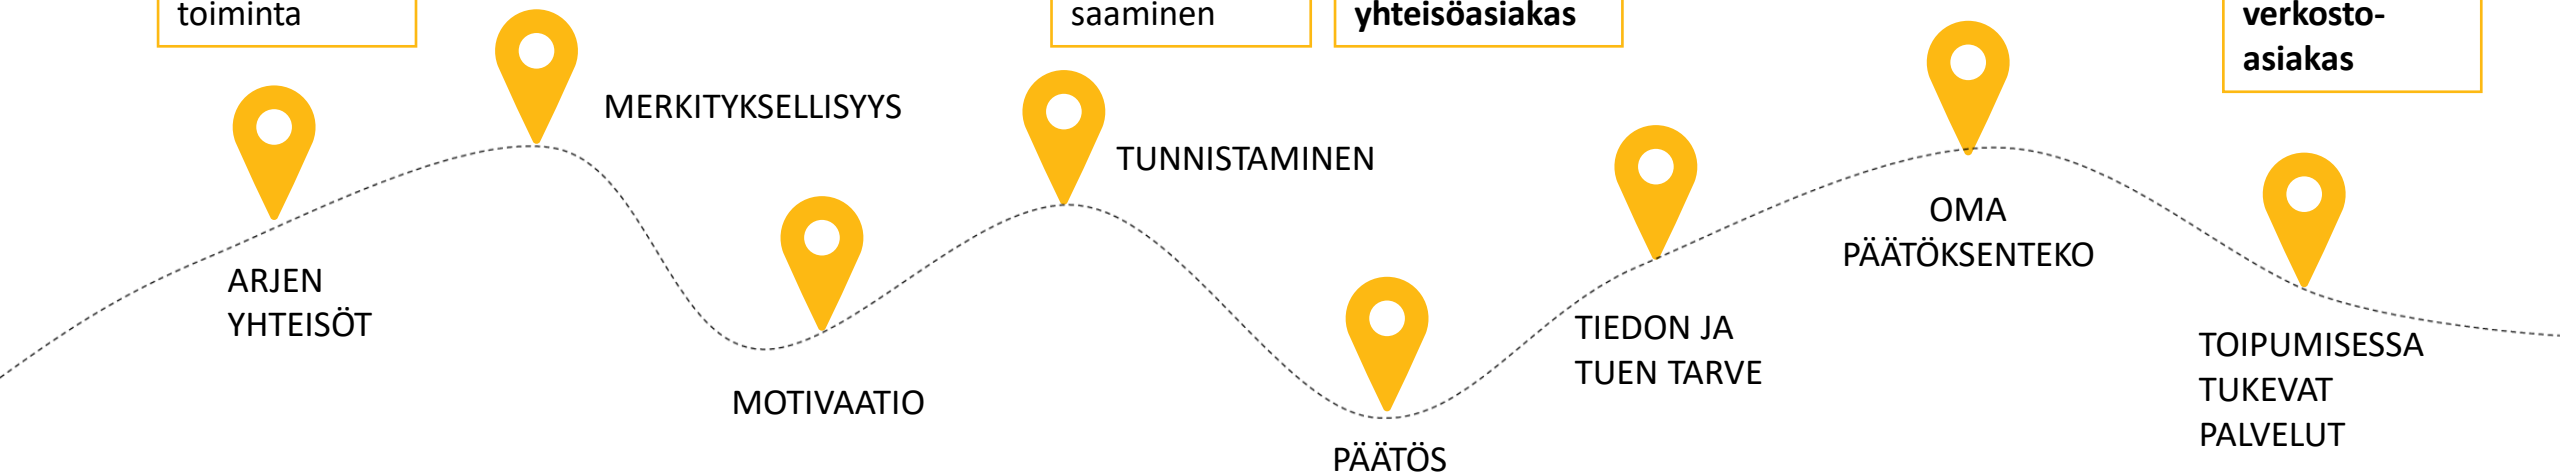 toiminta
saaminen
yhteisöasiakas
verkosto-
asiakas
MERKITYKSELLISYYS
TUNNISTAMINEN
ARJEN
YHTEISÖT
MOTIVAATIO
PÄÄTÖS
TIEDON JA
TUEN TARVE
OMA
PÄÄTÖKSENTEKO
TOIPUMISESSA
TUKEVAT
PALVELUT